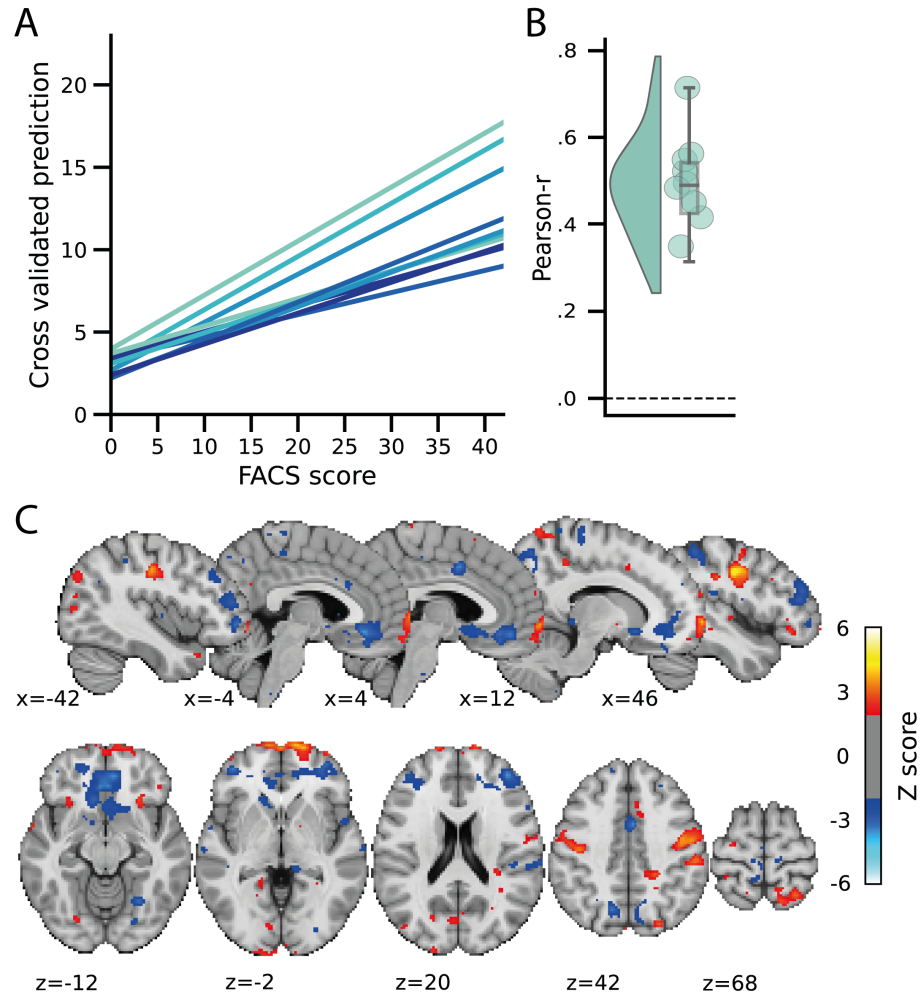 A
Cross validated prediction
20
15
10
5
0
0 5 10 15 20 25 30 35 40
FACS score
B
Pearson-r
.8
.6
.4
.2
.0
C
x=-42 x=-4 x=4 x=12 x=46
z=-12 z=-2 z=20 z=42 z=68
6
3
0
-3
-6
Z score